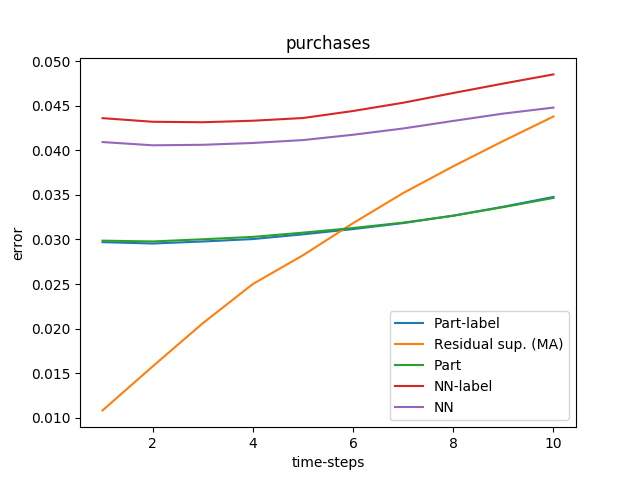 purchases
0.050
0.045
0.040
0.035
0.030
0.025
0.020
0.015
0.010
error
2
4
6
8
10
time-steps
Part-label
Residual sup. (MA)
Part
NN-label
NN